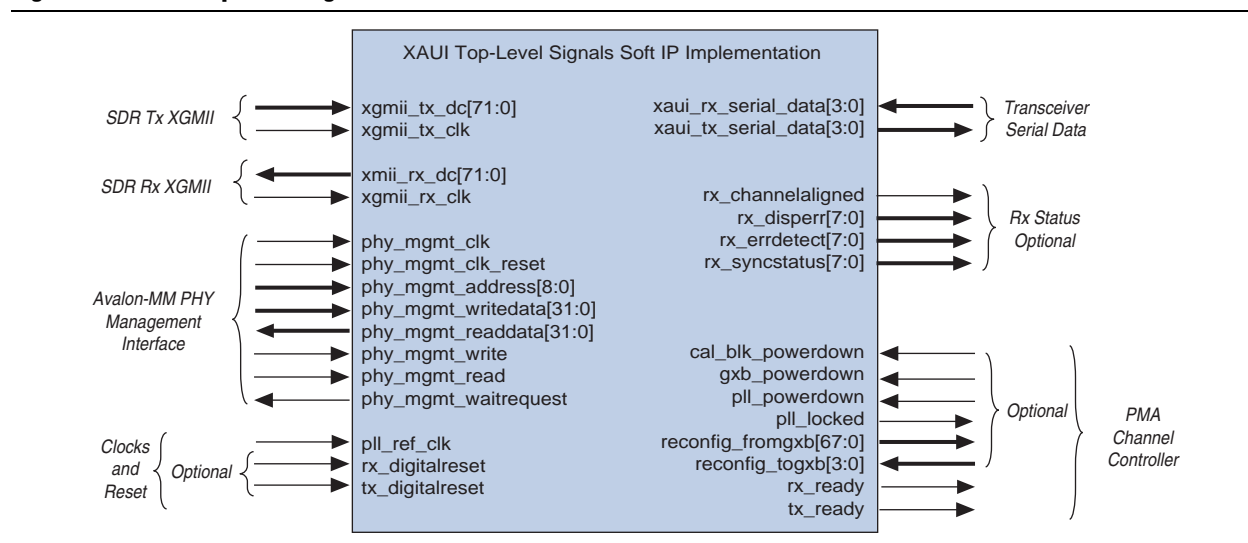 XAUI Top-Level Signals Soft IP Implementation
SDR Tx XGMII
xgmii_tx_dc[71:0]
xgmii_tx_clk
SDR Rx XGMII
xmii_rx_dc[71:0]
xgmii_rx_clk
Avalon-MM PHY
Management
Interface
phy_mgmt_clk
phy_mgmt_clk_reset
phy_mgmt_address[8:0]
phy_mgmt_writedata[31:0]
phy_mgmt_readdata[31:0]
phy_mgmt_write
phy_mgmt_read
phy_mgmt_waitrequest
Clocks
and
Reset
Optional
pll_ref_clk
rx_digitalreset
tx_digitalreset
xaui_rx_serial_data[3:0]
xaui_tx_serial_data[3:0]
Transceiver
Serial Data
rx_channelaligned
rx_disperr[7:0]
rx_errdetect[7:0]
rx_syncstatus[7:0]
Rx Status
Optional
cal_blk_powerdown
gxb_powerdown
pll_powerdown
pll_locked
reconfig_fromgxb[67:0]
reconfig_togxb[3:0]
rx_ready
tx_ready
Optional
PMA
Channel
Controller